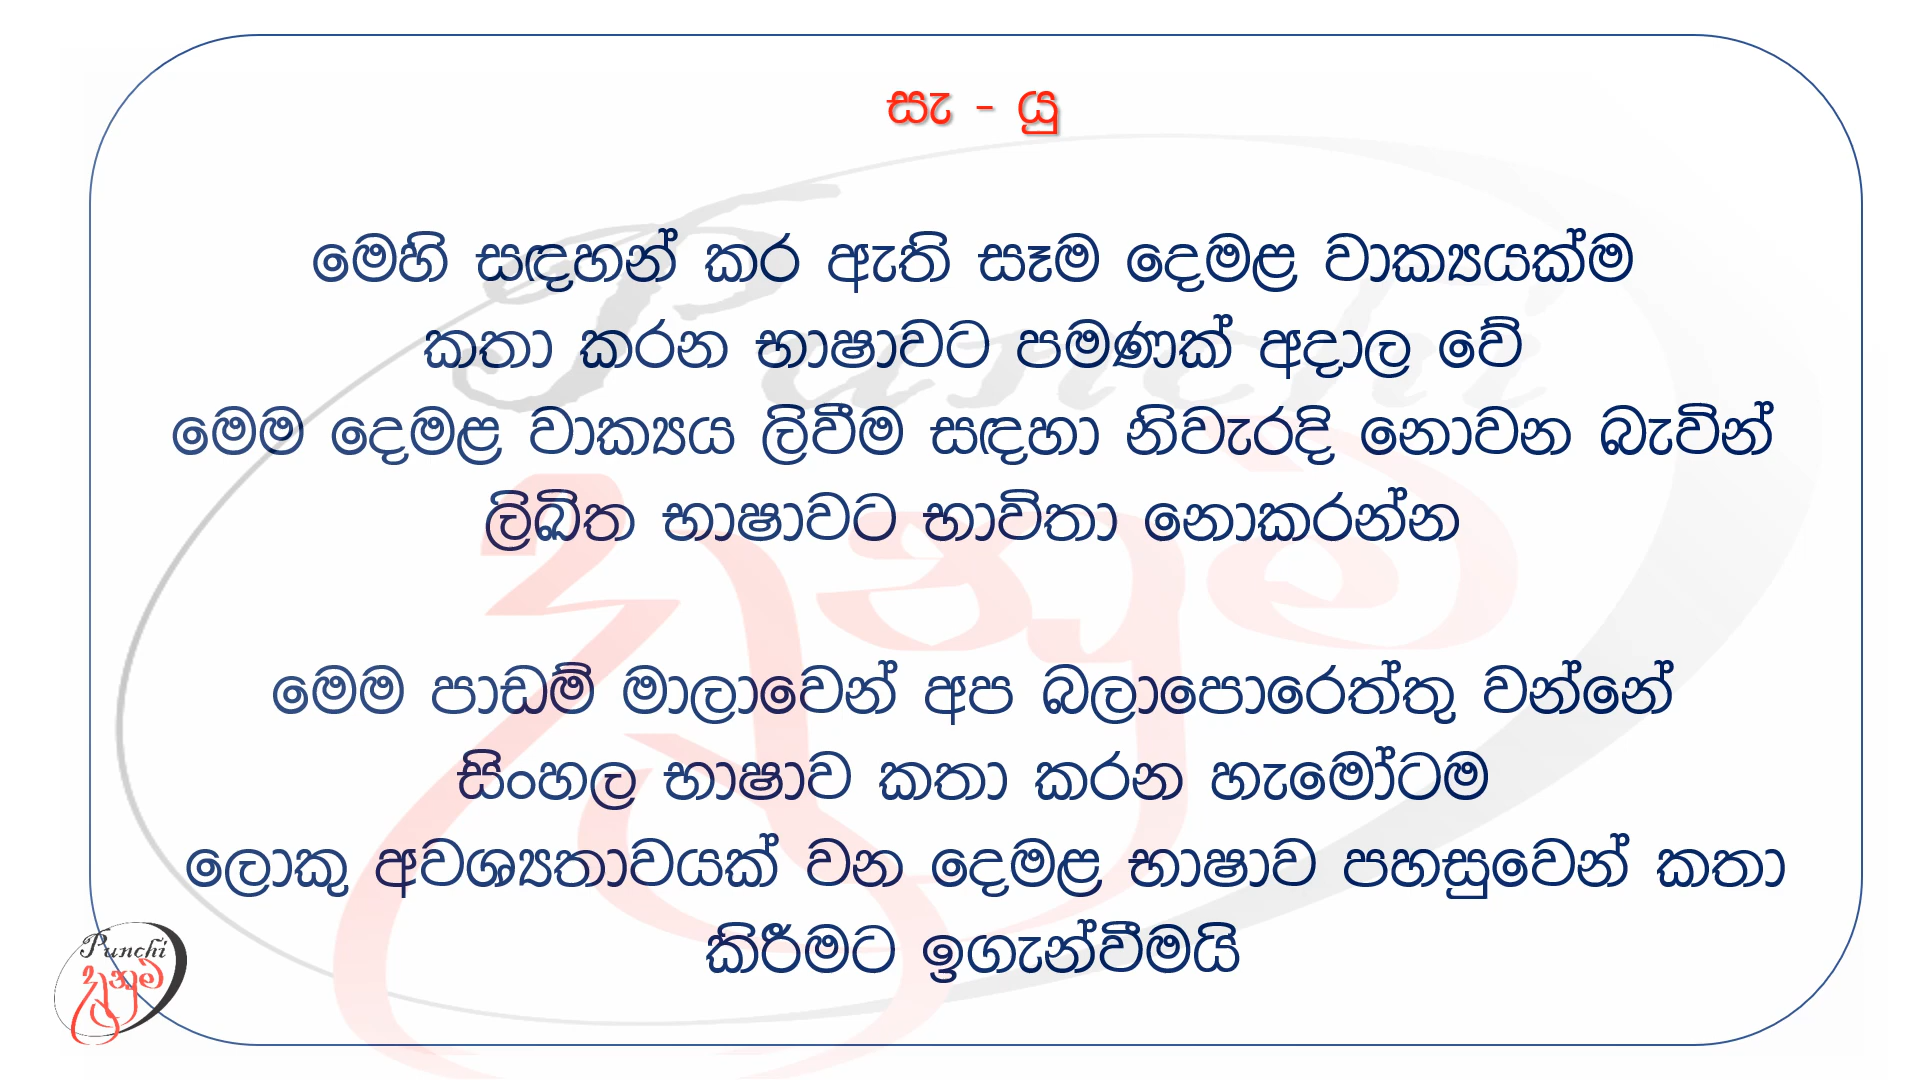 සැ - යු
මෙහි සඳහන් කර ඇති සෑම දෙමළ වාක්‍යයක්ම
කතා කරන භාෂාවට පමණක් අදාල වේ
මෙම දෙමළ වාක්‍යය ලිවීම සඳහා නිවැරදි නොවන බැවින්
ලිඛිත භාෂාවට භාවිතා නොකරන්න
මෙම පාඩම් මාලාවෙන් අප බලාපොරෙත්තු වන්නේ
සිංහල භාෂාව කතා කරන හැමෝටම
ලොකු අවශ්‍යතාවයක් වන දෙමළ භාෂාව පහසුවෙන් කතා
කිරීමට ඉගැන්වීමයි
Punchi